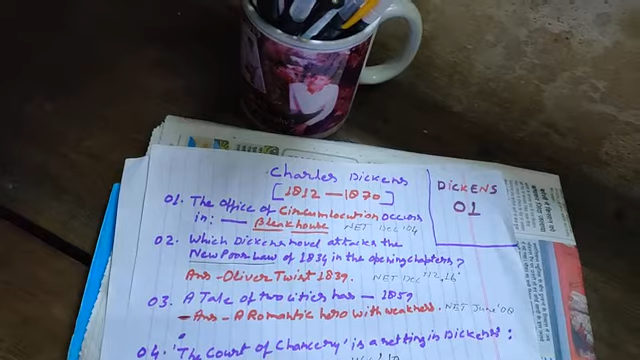 Charles Dickens
[1812 — 1870]
DICKENS
01
01. The Office of Circumlocution Occurs
in: — Bleak house NET Dec '04
02. Which Dickens novel attacks the
New Poor Law of 1834 in the opening chapters?
Ans - Oliver Twist 1839. NET Dec '12, 16
03. A Tale of two cities has — 1859
- Ans - A Romantic hero with weakness. NET June '08
04. 'The Court of Chancery' is a setting in Dickens':